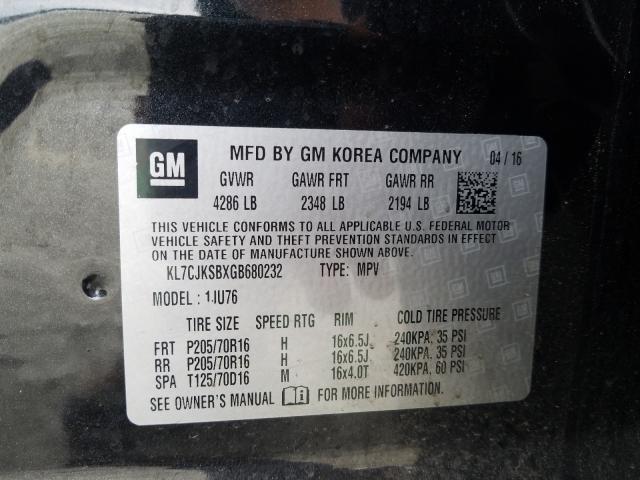 GM
MFD BY GM KOREA COMPANY 04 / 16
GVWR GAWR FRT GAWR RR
4286 LB 2348 LB 2194 LB
THIS VEHICLE CONFORMS TO ALL APPLICABLE U.S. FEDERAL MOTOR
VEHICLE SAFETY AND THEFT PREVENTION STANDARDS IN EFFECT
ON THE DATE OF MANUFACTURE SHOWN ABOVE.
KL7CJKSBXGB680232 TYPE: MPV
MODEL: 1JU76
TIRE SIZE SPEED RTG RIM COLD TIRE PRESSURE
FRT P205/70R16 H 16x6.5J 240KPA, 35 PSI
RR P205/70R16 H 16x6.5J 240KPA, 35 PSI
SPA T125/70D16 M 16x4.0T 420KPA, 60 PSI
SEE OWNER'S MANUAL FOR MORE INFORMATION.